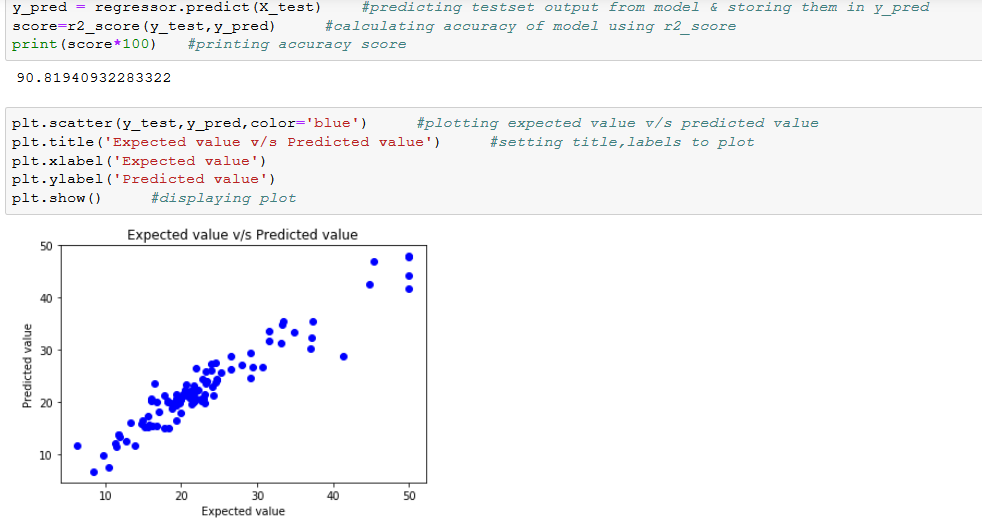 y_pred = regressor.predict(X_test)    #predicting testset output from model & storing them in y_pred
score=r2_score(y_test,y_pred)    #calculating accuracy of model using r2_score
print(score*100)    #printing accuracy score
90.81940932283322
plt.scatter(y_test,y_pred,color='blue')    #plotting expected value v/s predicted value
plt.title('Expected value v/s Predicted value')    #setting title,labels to plot
plt.xlabel('Expected value')
plt.ylabel('Predicted value')
plt.show()    #displaying plot
Expected value v/s Predicted value
50
40
30
20
10
Predicted value
10 20 30 40 50
Expected value